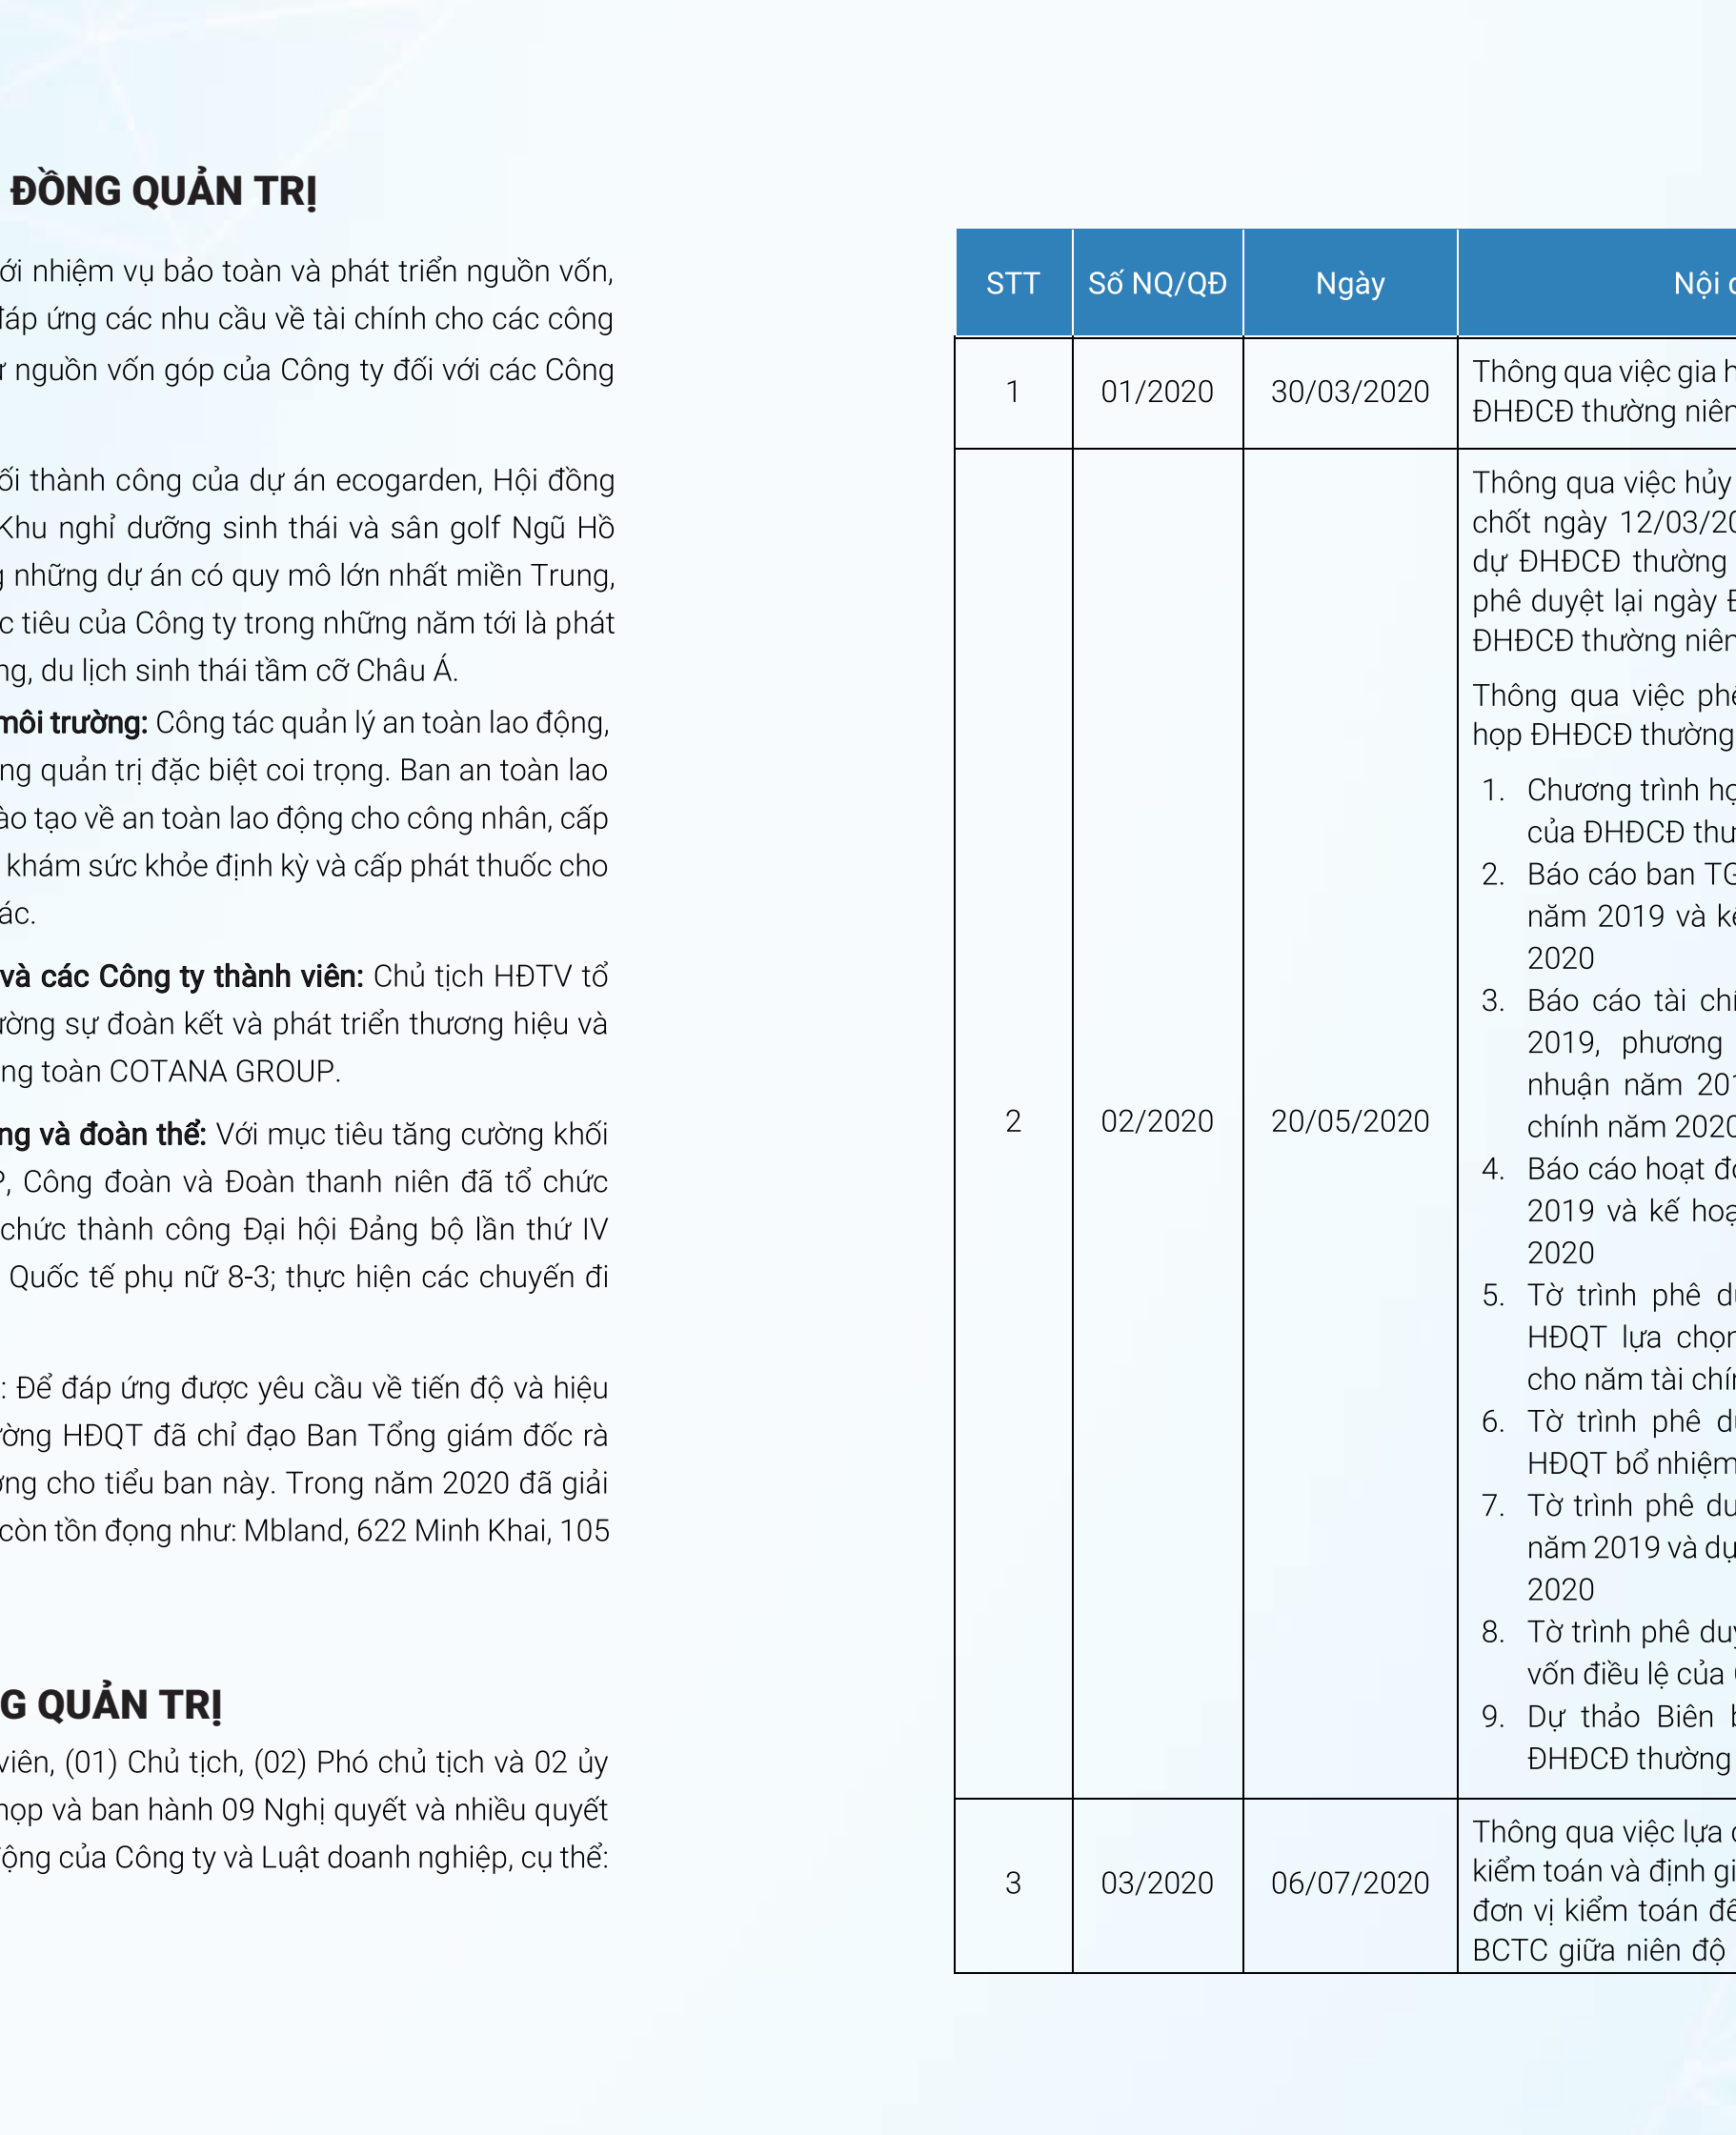 ĐỒNG QUẢN TRỊ
nhiệm vụ bảo toàn và phát triển nguồn vốn,
đáp ứng các nhu cầu về tài chính cho các công
nguồn vốn góp của Công ty đối với các Công
thành công của dự án ecogarden, Hội đồng
Khu nghỉ dưỡng sinh thái và sân golf Ngũ Hồ
những dự án có quy mô lớn nhất miền Trung,
tiêu của Công ty trong những năm tới là phát
du lịch sinh thái tầm cỡ Châu Á.
môi trường: Công tác quản lý an toàn lao động,
quản trị đặc biệt coi trọng. Ban an toàn lao
tạo về an toàn lao động cho công nhân, cấp
khám sức khỏe định kỳ và cấp phát thuốc cho
và các Công ty thành viên: Chủ tịch HĐTV tổ
sự đoàn kết và phát triển thương hiệu và
toàn COTANA GROUP.
và đoàn thể: Với mục tiêu tăng cường khối
Công đoàn và Đoàn thanh niên đã tổ chức
chức thành công Đại hội Đảng bộ lần thứ IV
Quốc tế phụ nữ 8-3; thực hiện các chuyến đi
: Để đáp ứng được yêu cầu về tiến độ và hiệu
HĐQT đã chỉ đạo Ban Tổng giám đốc rà
cho tiểu ban này. Trong năm 2020 đã giải
còn tồn đọng như: Mbland, 622 Minh Khai, 105
QUẢN TRỊ
viên, (01) Chủ tịch, (02) Phó chủ tịch và 02 ủy
họp và ban hành 09 Nghị quyết và nhiều quyết
động của Công ty và Luật doanh nghiệp, cụ thể:
STT Số NQ/QĐ Ngày Nội
1 01/2020 30/03/2020
Thông qua việc gia
ĐHĐCĐ thường niên
2 02/2020 20/05/2020
Thông qua việc hủy
chốt ngày
dự ĐHĐCĐ thường
phê duyệt lại ngày
ĐHĐCĐ thường niên
Thông qua việc
họp ĐHĐCĐ thường
1. Chương trình
của ĐHĐCĐ
2. Báo cáo ban
năm 2019 và
2020
3. Báo cáo tài
2019, phương
nhuận năm
chính năm 2020
4. Báo cáo hoạt
2019 và kế
2020
5. Tờ trình phê
HĐQT lựa chọn
cho năm tài
6. Tờ trình phê
HĐQT bổ nhiệm
7. Tờ trình phê
năm 2019 và
2020
8. Tờ trình phê
vốn điều lệ của
9. Dự thảo Biên
ĐHĐCĐ thường
3 03/2020 06/07/2020
Thông qua việc lựa
kiểm toán và định
đơn vị kiểm toán
BCTC giữa niên độ